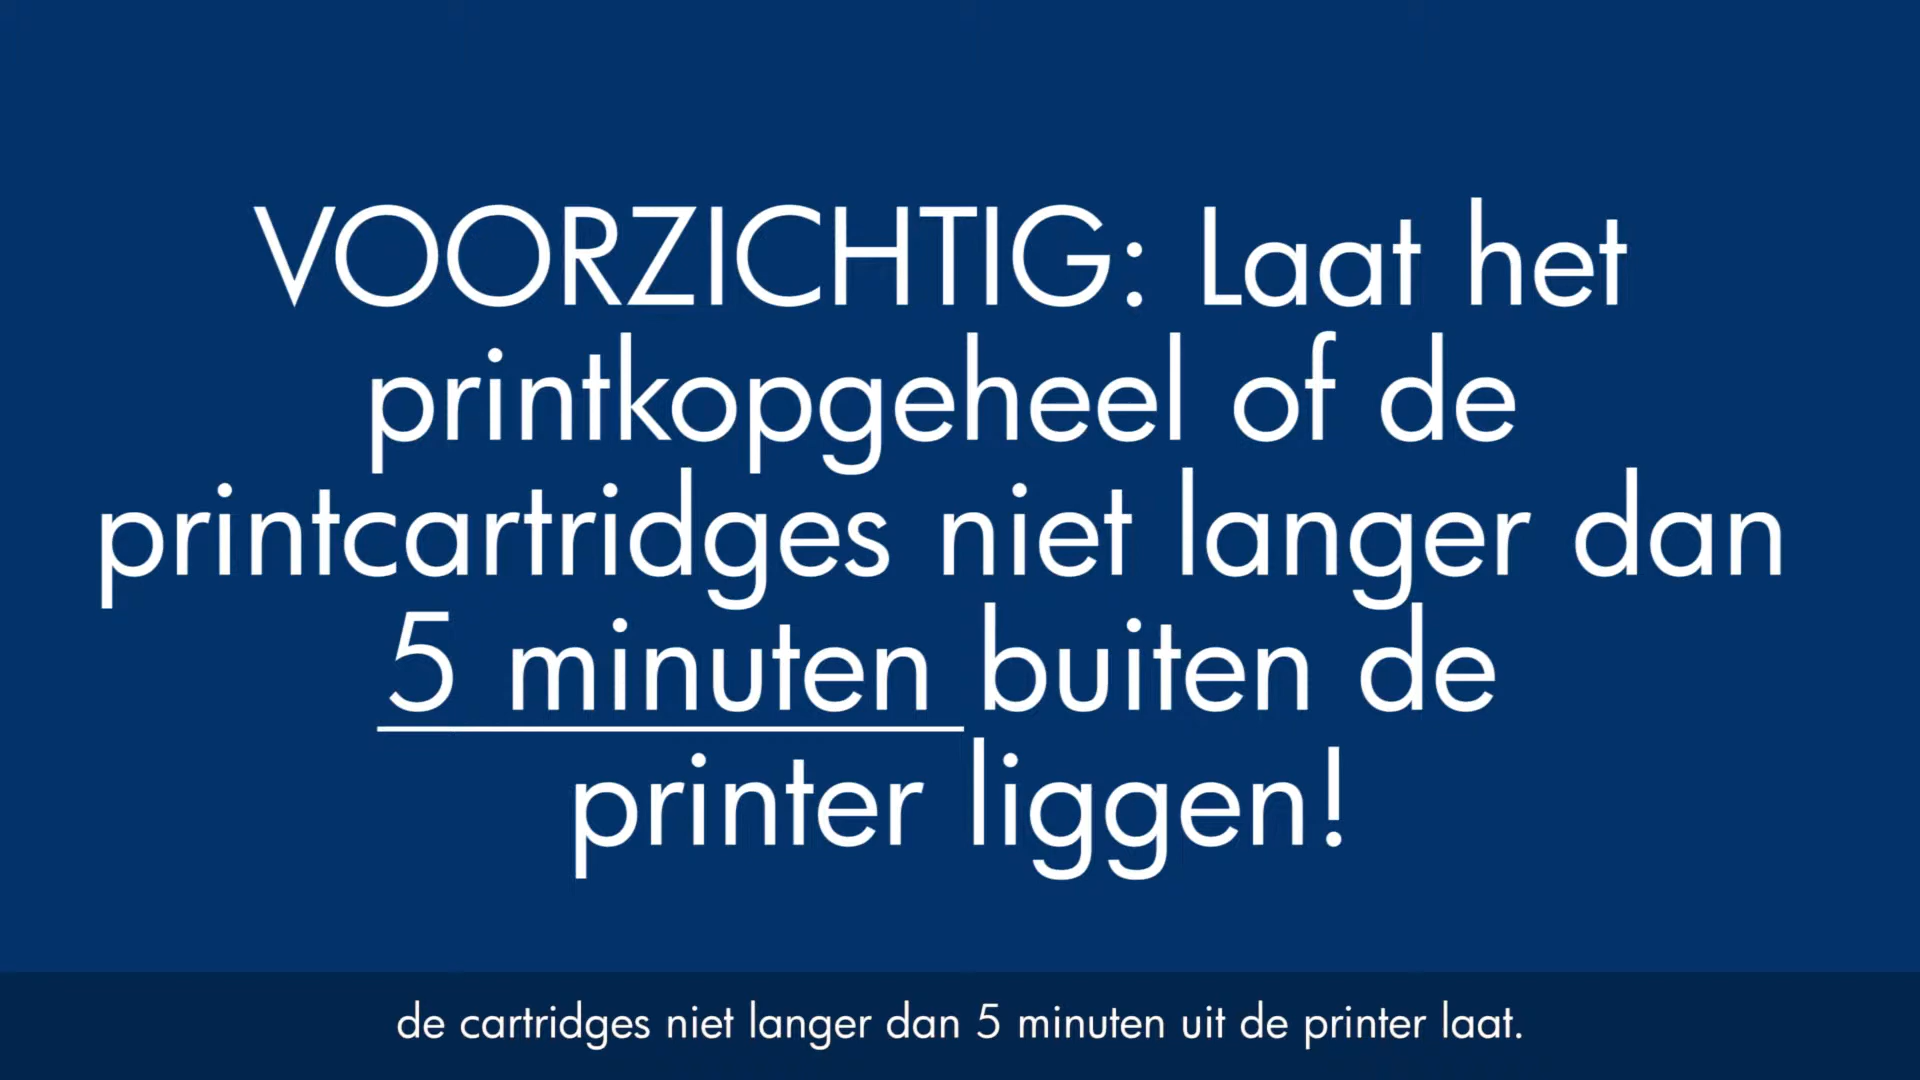 VOORZICHTIG: Laat het
printkopgeheel of de
printcartridges niet langer dan
5 minuten buiten de
printer liggen!
de cartridges niet langer dan 5 minuten uit de printer laat.